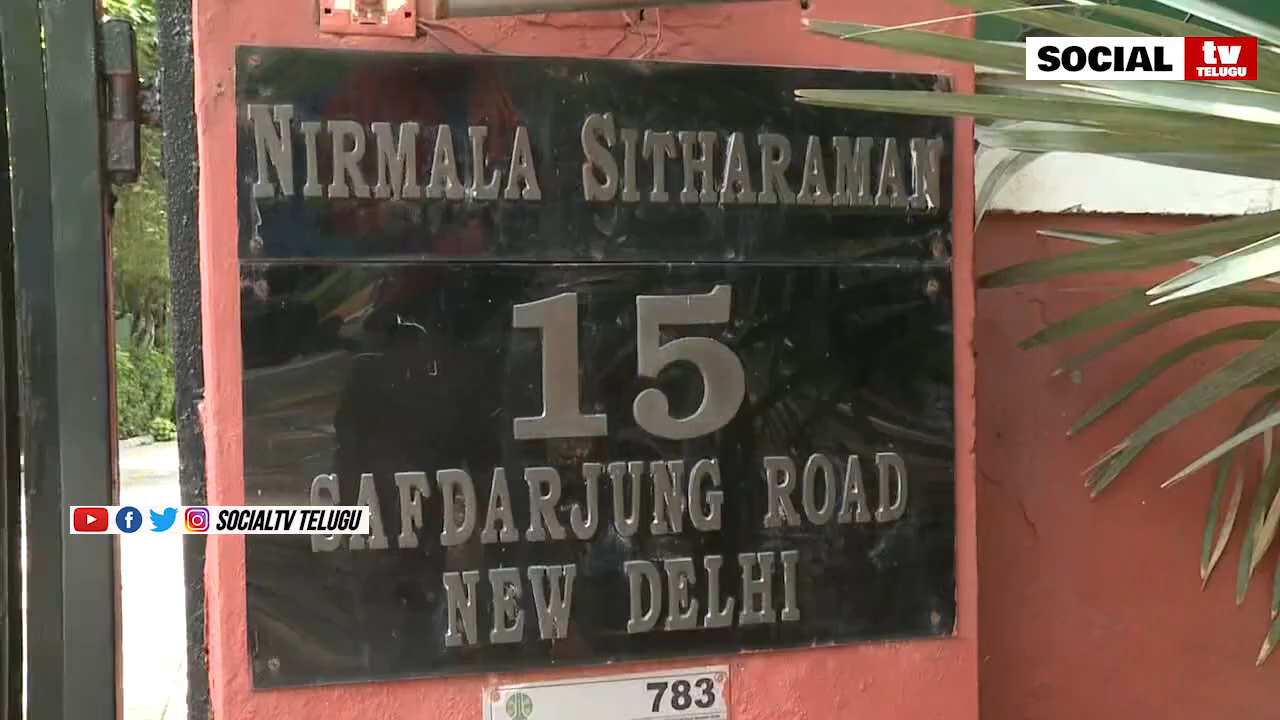 SOCIAL tv TELUGU
NIRMALA SITHARAMAN
15
SAFDARJUNG ROAD
NEW DELHI
SOCIALTV TELUGU
783